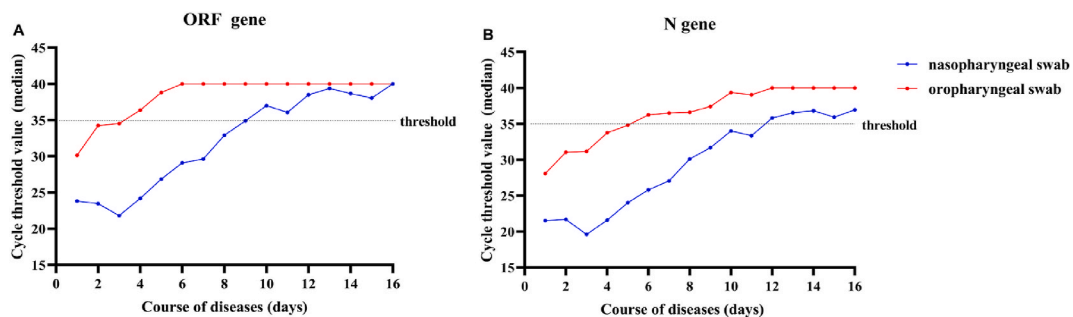 ORF gene
A
45
40
35
30
25
20
15
Cycle threshold value (median)
threshold
0 2 4 6 8 10 12 14 16
Course of diseases (days)
N gene
B
45
40
35
30
25
20
15
Cycle threshold value (median)
threshold
0 2 4 6 8 10 12 14 16
Course of diseases (days)
nasopharyngeal swab
oropharyngeal swab